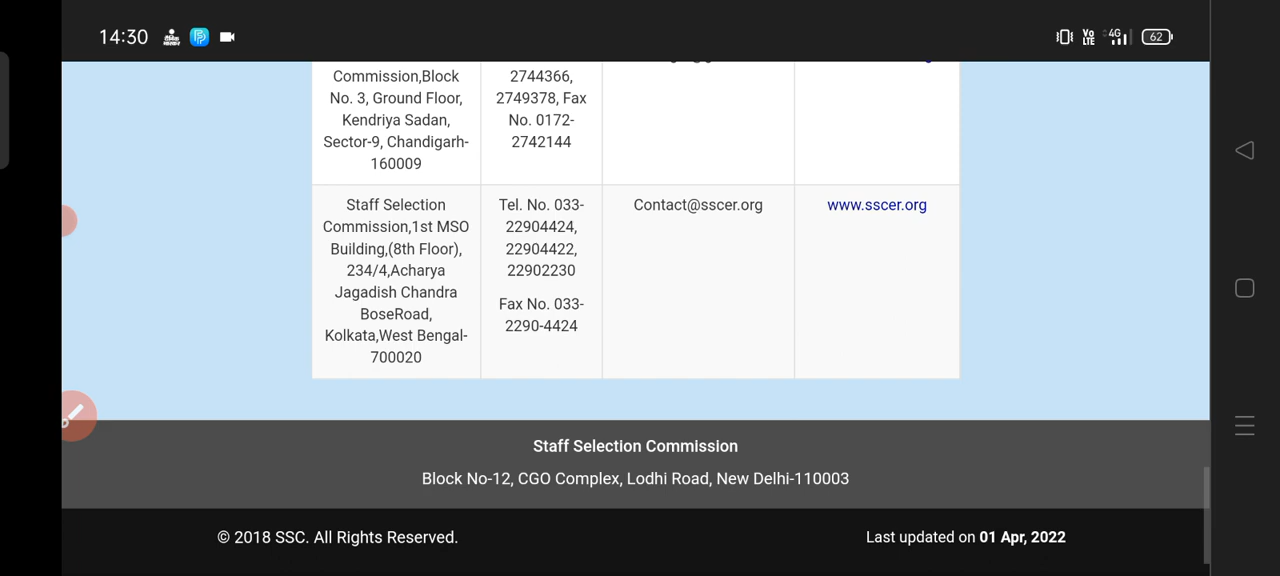 14:30
Vo LTE 4G 62
Commission,Block
No. 3, Ground Floor,
Kendriya Sadan,
Sector-9, Chandigarh-
160009
2744366,
2749378, Fax
No. 0172-
2742144
Staff Selection
Commission,1st MSO
Building,(8th Floor),
234/4,Acharya
Jagadish Chandra
BoseRoad,
Kolkata,West Bengal-
700020
Tel. No. 033-
22904424,
22904422,
22902230
Fax No. 033-
2290-4424
Contact@sscer.org
www.sscer.org
Staff Selection Commission
Block No-12, CGO Complex, Lodhi Road, New Delhi-110003
© 2018 SSC. All Rights Reserved.
Last updated on 01 Apr, 2022